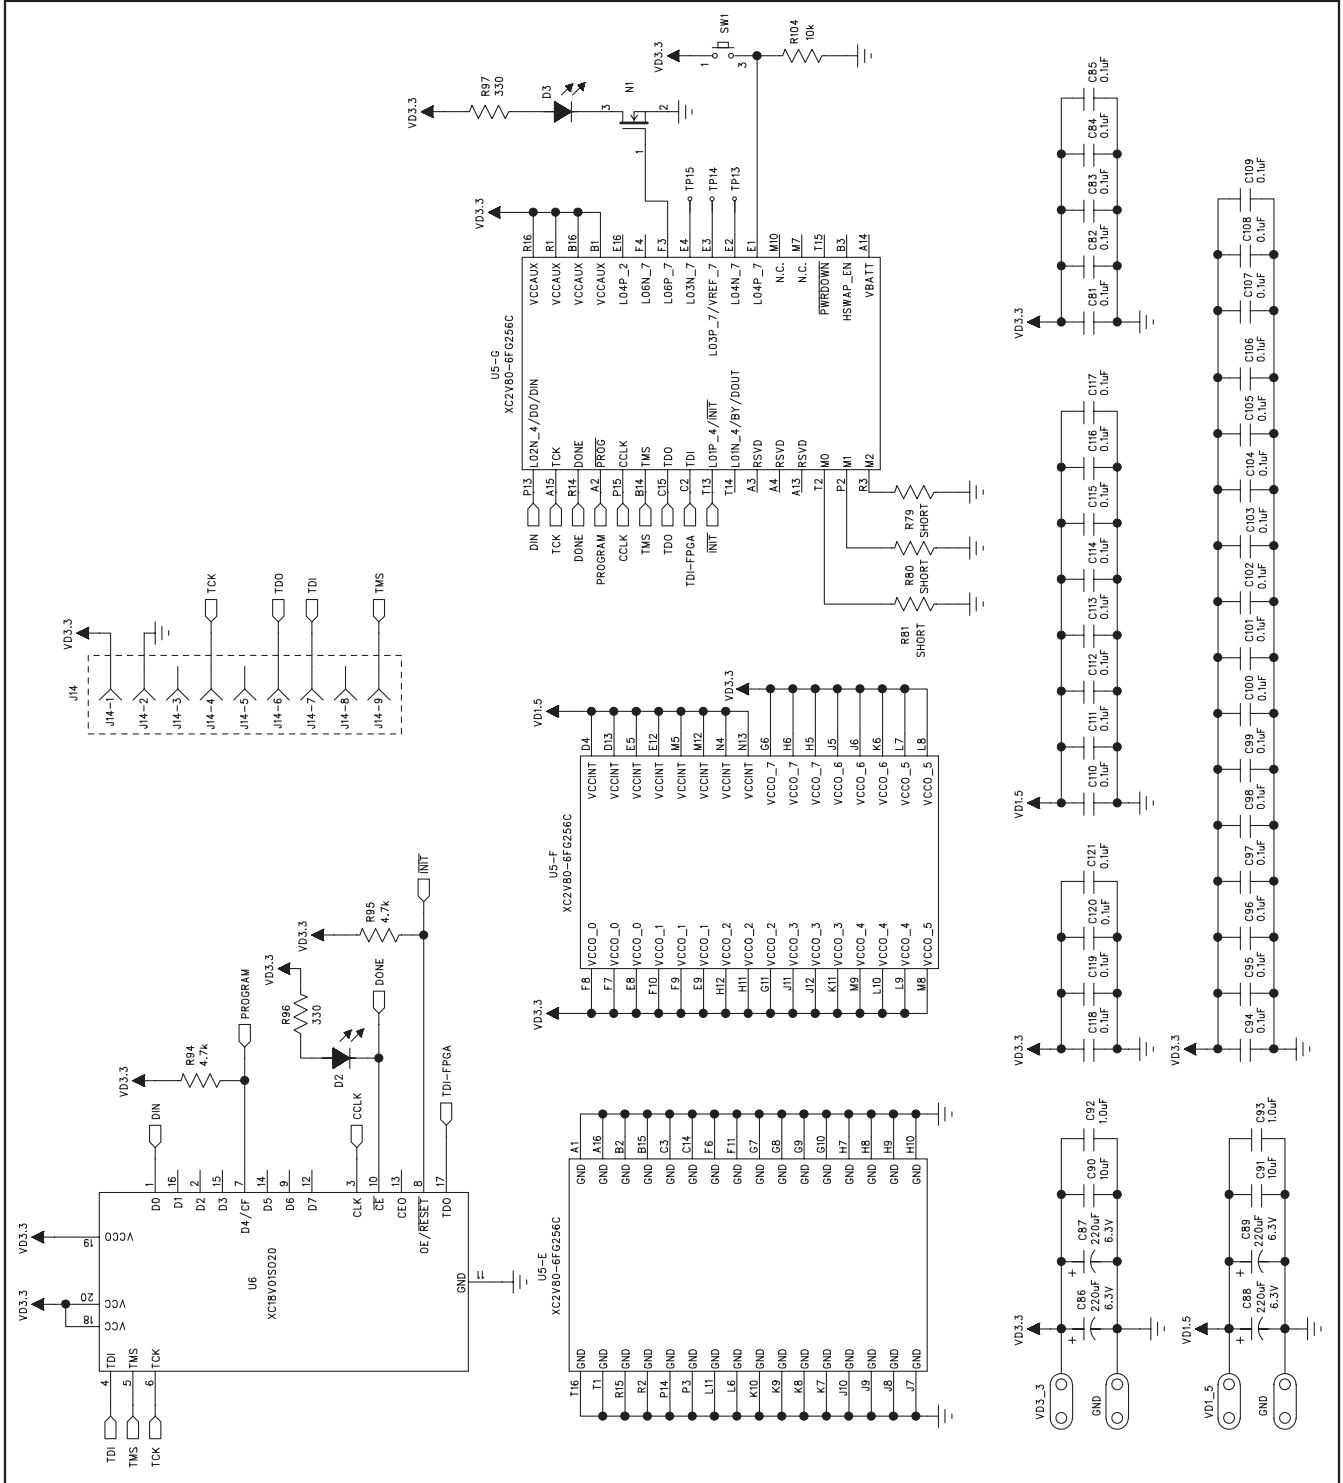 J14
VD3.3
J14-1
J14-2
J14-3
J14-4 TCK
J14-5
J14-6 TDO
J14-7 TDI
J14-8
J14-9 TMS
VD3.3
R97
330
D3
N1
3
2
1
VD3.3
SW1
1
3
R104
10k
U5-G
XC2V80-6FG256C
VD3.3
DIN P13 L02N_4/D0/DIN
TCK A15 TCK
DONE R14 DONE
PROGRAM A2 PROG
CCLK P15 CCLK
TMS B14 TMS
TDO C15 TDO
TDI-FPGA C2 TDI
INIT T13 L01P_4/INIT
T14 L01N_4/BY/DOUT
A3 RSVD
A4 RSVD
A13 RSVD
T2 M0
P2 M1
R3 M2
VCCAUX R16
VCCAUX R1
VCCAUX B16
VCCAUX B1
L04P_2 E16
L06N_7 F4
L06P_7 F3
L03N_7 E4 TP15
L03P_7/VREF_7 E3 TP14
L04N_7 E2 TP13
L04P_7 E1
N.C. M10
N.C. M7
PWRDOWN T15
HSWAP_EN B3
VBATT A14
R79
SHORT
R80
SHORT
R81
SHORT
VD3.3
VD3.3
19 VCCO
20 VCC
18 VCC
U6
XC18V01SO20
TDI 4 TDI
TMS 5 TMS
TCK 6 TCK
D0 1 DIN
D1 16
D2 2
D3 15
D4/CF 7 PROGRAM
D5 14
D6 9
D7 12
CLK 3 CCLK
CE 10 DONE
CEO 13
OE/RESET 8 INIT
TDO 17 TDI-FPGA
GND 11
VD3.3
R94
4.7k
VD3.3
R96
330
D2
VD3.3
R95
4.7k
U5-F
XC2V80-6FG256C
VD3.3
F8 VCCO_0
F7 VCCO_0
E8 VCCO_0
F10 VCCO_1
F9 VCCO_1
E9 VCCO_1
H12 VCCO_2
H11 VCCO_2
G11 VCCO_2
J11 VCCO_3
J12 VCCO_3
K11 VCCO_3
M9 VCCO_4
L10 VCCO_4
L9 VCCO_4
M8 VCCO_5
VD1.5
VCCINT D4
VCCINT D13
VCCINT E5
VCCINT E12
VCCINT M5
VCCINT M12
VCCINT N4
VCCINT N13
VD3.3
VCCO_7 G6
VCCO_7 H6
VCCO_7 H5
VCCO_6 J5
VCCO_6 J6
VCCO_6 K6
VCCO_5 L7
VCCO_5 L8
U5-E
XC2V80-6FG256C
T16 GND
T1 GND
R15 GND
R2 GND
P14 GND
P3 GND
L11 GND
L6 GND
K10 GND
K9 GND
K8 GND
K7 GND
J10 GND
J9 GND
J8 GND
J7 GND
GND A1
GND A16
GND B2
GND B15
GND C3
GND C14
GND F6
GND F11
GND G7
GND G8
GND G9
GND G10
GND H7
GND H8
GND H9
GND H10
VD3_3
GND
VD3.3
+
C86
220uF
6.3V
+
C87
220uF
6.3V
C90
10uF
C92
1.0uF
VD3.3
C118
0.1uF
C119
0.1uF
C120
0.1uF
C121
0.1uF
VD1.5
C110
0.1uF
C111
0.1uF
C112
0.1uF
C113
0.1uF
C114
0.1uF
C115
0.1uF
C116
0.1uF
C117
0.1uF
VD3.3
C81
0.1uF
C82
0.1uF
C83
0.1uF
C84
0.1uF
C85
0.1uF
VD1_5
GND
VD1.5
+
C88
220uF
6.3V
+
C89
220uF
6.3V
C91
10uF
C93
1.0uF
VD3.3
C94
0.1uF
C95
0.1uF
C96
0.1uF
C97
0.1uF
C98
0.1uF
C99
0.1uF
C100
0.1uF
C101
0.1uF
C102
0.1uF
C103
0.1uF
C104
0.1uF
C105
0.1uF
C106
0.1uF
C107
0.1uF
C108
0.1uF
C109
0.1uF